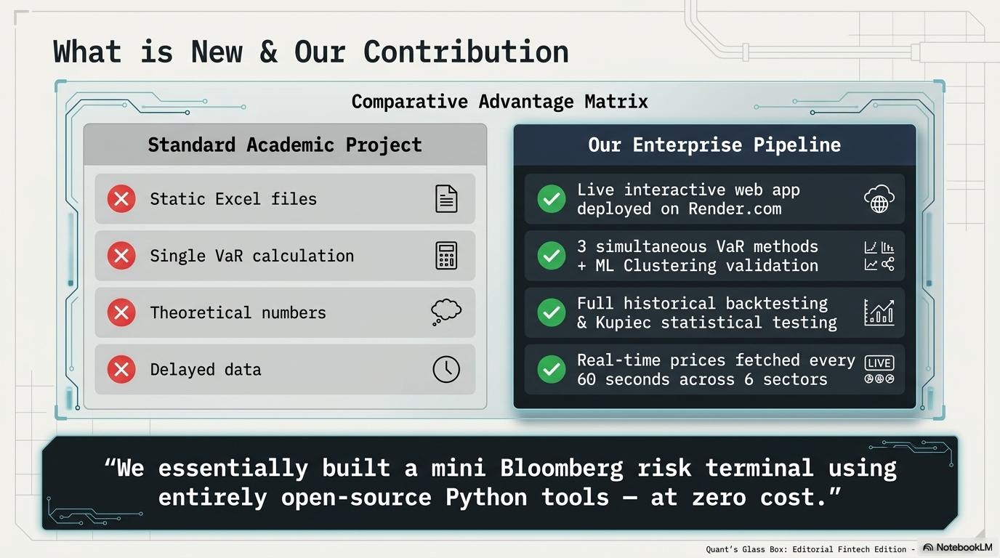 What is New & Our Contribution
Comparative Advantage Matrix
Standard Academic Project
Static Excel files
Single VaR calculation
Theoretical numbers
Delayed data
Our Enterprise Pipeline
Live interactive web app
deployed on Render.com
3 simultaneous VaR methods
+ ML Clustering validation
Full historical backtesting
& Kupiec statistical testing
Real-time prices fetched every
60 seconds across 6 sectors
LIVE
“We essentially built a mini Bloomberg risk terminal using
entirely open-source Python tools — at zero cost.”
Quant’s Glass Box: Editorial Fintech Edition -
NotebookLM